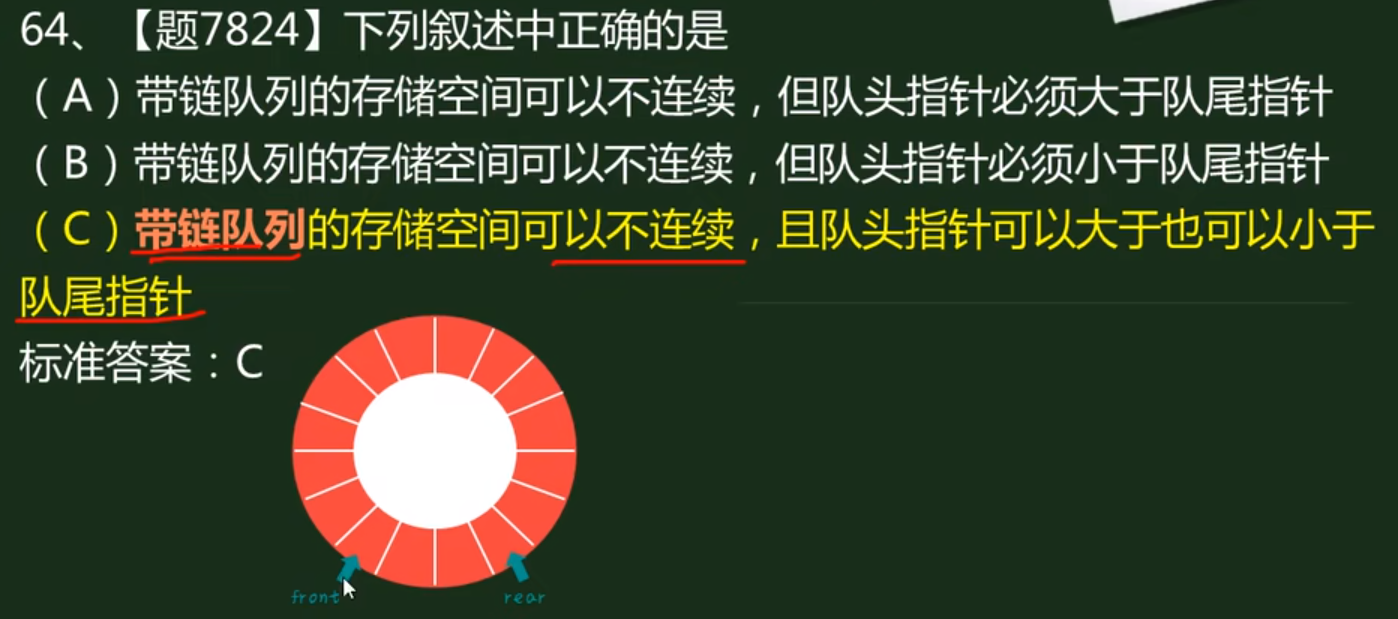 64、【题7824】下列叙述中正确的是
（A）带链队列的存储空间可以不连续，但队头指针必须大于队尾指针
（B）带链队列的存储空间可以不连续，但队头指针必须小于队尾指针
（C）带链队列的存储空间可以不连续，且队头指针可以大于也可以小于
队尾指针
标准答案：C
front
rear